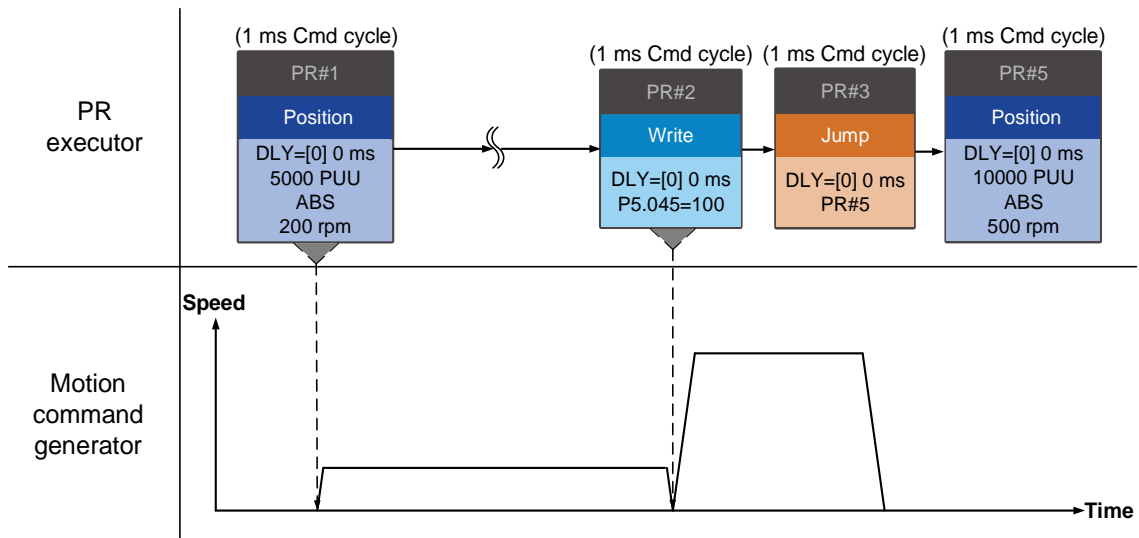 PR
executor
(1 ms Cmd cycle)
PR#1
Position
DLY=[0] 0 ms
5000 PUU
ABS
200 rpm
(1 ms Cmd cycle)
PR#2
Write
DLY=[0] 0 ms
P5.045=100
(1 ms Cmd cycle)
PR#3
Jump
DLY=[0] 0 ms
PR#5
(1 ms Cmd cycle)
PR#5
Position
DLY=[0] 0 ms
10000 PUU
ABS
500 rpm
Motion
command
generator
Speed
Time